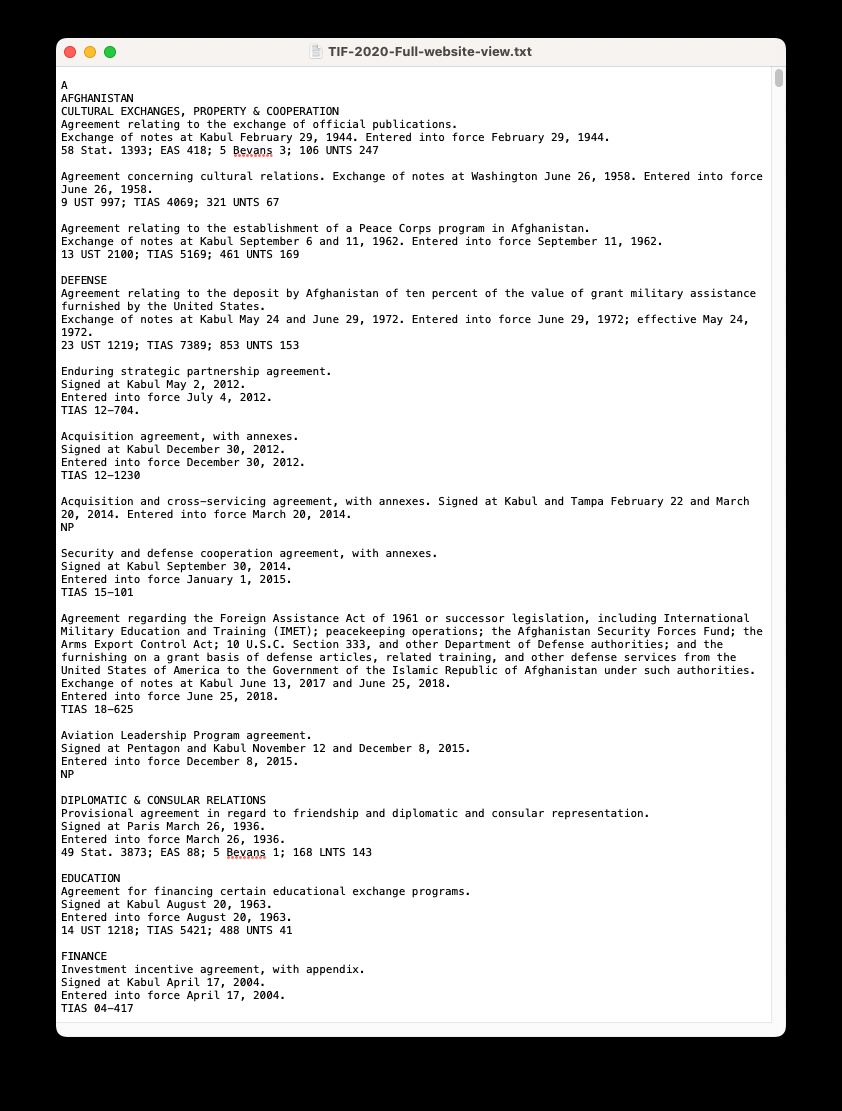 TIF-2020-Full-website-view.txt
A
AFGHANISTAN
CULTURAL EXCHANGES, PROPERTY & COOPERATION
Agreement relating to the exchange of official publications.
Exchange of notes at Kabul February 29, 1944. Entered into force February 29, 1944.
58 Stat. 1393; EAS 418; 5 Bevans 3; 106 UNTS 247
Agreement concerning cultural relations. Exchange of notes at Washington June 26, 1958. Entered into force
June 26, 1958.
9 UST 997; TIAS 4069; 321 UNTS 67
Agreement relating to the establishment of a Peace Corps program in Afghanistan.
Exchange of notes at Kabul September 6 and 11, 1962. Entered into force September 11, 1962.
13 UST 2100; TIAS 5169; 461 UNTS 169
DEFENSE
Agreement relating to the deposit by Afghanistan of ten percent of the value of grant military assistance
furnished by the United States.
Exchange of notes at Kabul May 24 and June 29, 1972. Entered into force June 29, 1972; effective May 24,
1972.
23 UST 1219; TIAS 7389; 853 UNTS 153
Enduring strategic partnership agreement.
Signed at Kabul May 2, 2012.
Entered into force July 4, 2012.
TIAS 12-704.
Acquisition agreement, with annexes.
Signed at Kabul December 30, 2012.
Entered into force December 30, 2012.
TIAS 12-1230
Acquisition and cross-servicing agreement, with annexes. Signed at Kabul and Tampa February 22 and March
20, 2014. Entered into force March 20, 2014.
NP
Security and defense cooperation agreement, with annexes.
Signed at Kabul September 30, 2014.
Entered into force January 1, 2015.
TIAS 15-101
Agreement regarding the Foreign Assistance Act of 1961 or successor legislation, including International
Military Education and Training (IMET); peacekeeping operations; the Afghanistan Security Forces Fund; the
Arms Export Control Act; 10 U.S.C. Section 333, and other Department of Defense authorities; and the
furnishing on a grant basis of defense articles, related training, and other defense services from the
United States of America to the Government of the Islamic Republic of Afghanistan under such authorities.
Exchange of notes at Kabul June 13, 2017 and June 25, 2018.
Entered into force June 25, 2018.
TIAS 18-625
Aviation Leadership Program agreement.
Signed at Pentagon and Kabul November 12 and December 8, 2015.
Entered into force December 8, 2015.
NP
DIPLOMATIC & CONSULAR RELATIONS
Provisional agreement in regard to friendship and diplomatic and consular representation.
Signed at Paris March 26, 1936.
Entered into force March 26, 1936.
49 Stat. 3873; EAS 88; 5 Bevans 1; 168 LNTS 143
EDUCATION
Agreement for financing certain educational exchange programs.
Signed at Kabul August 20, 1963.
Entered into force August 20, 1963.
14 UST 1218; TIAS 5421; 488 UNTS 41
FINANCE
Investment incentive agreement, with appendix.
Signed at Kabul April 17, 2004.
Entered into force April 17, 2004.
TIAS 04-417